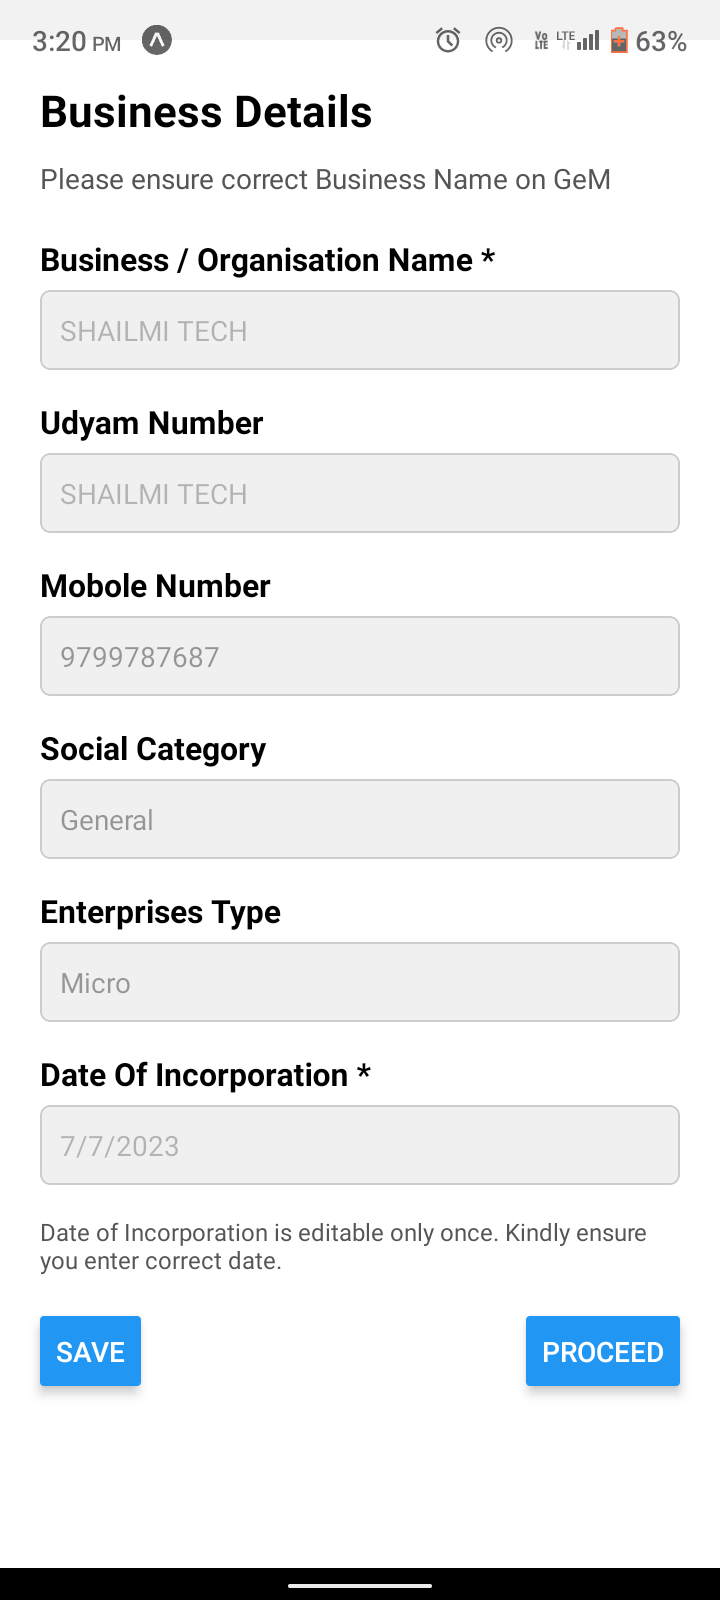 3:20 PM
Vo LTE LTE 63%
Business Details
Please ensure correct Business Name on GeM
Business / Organisation Name *
SHAILMI TECH
Udyam Number
SHAILMI TECH
Mobole Number
9799787687
Social Category
General
Enterprises Type
Micro
Date Of Incorporation *
7/7/2023
Date of Incorporation is editable only once. Kindly ensure
you enter correct date.
SAVE PROCEED